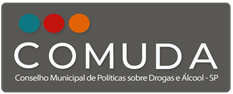 COMUDA
Conselho Municipal de Políticas sobre Drogas e Álcool - SP